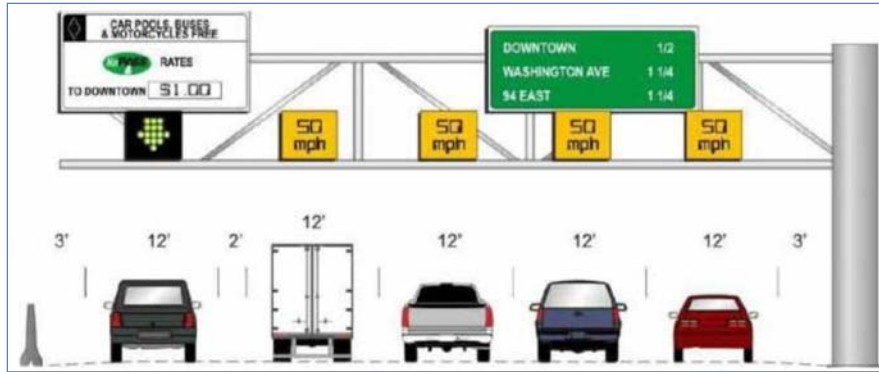 CAR POOLS, BUSES
& MOTORCYCLES FREE
PASS RATES
TO DOWNTOWN $1.00
DOWNTOWN 1/2
WASHINGTON AVE 1 1/4
94 EAST 1 1/4
50 mph
50 mph
50 mph
50 mph
3' 12' 2' 12' 12' 12' 12' 3'